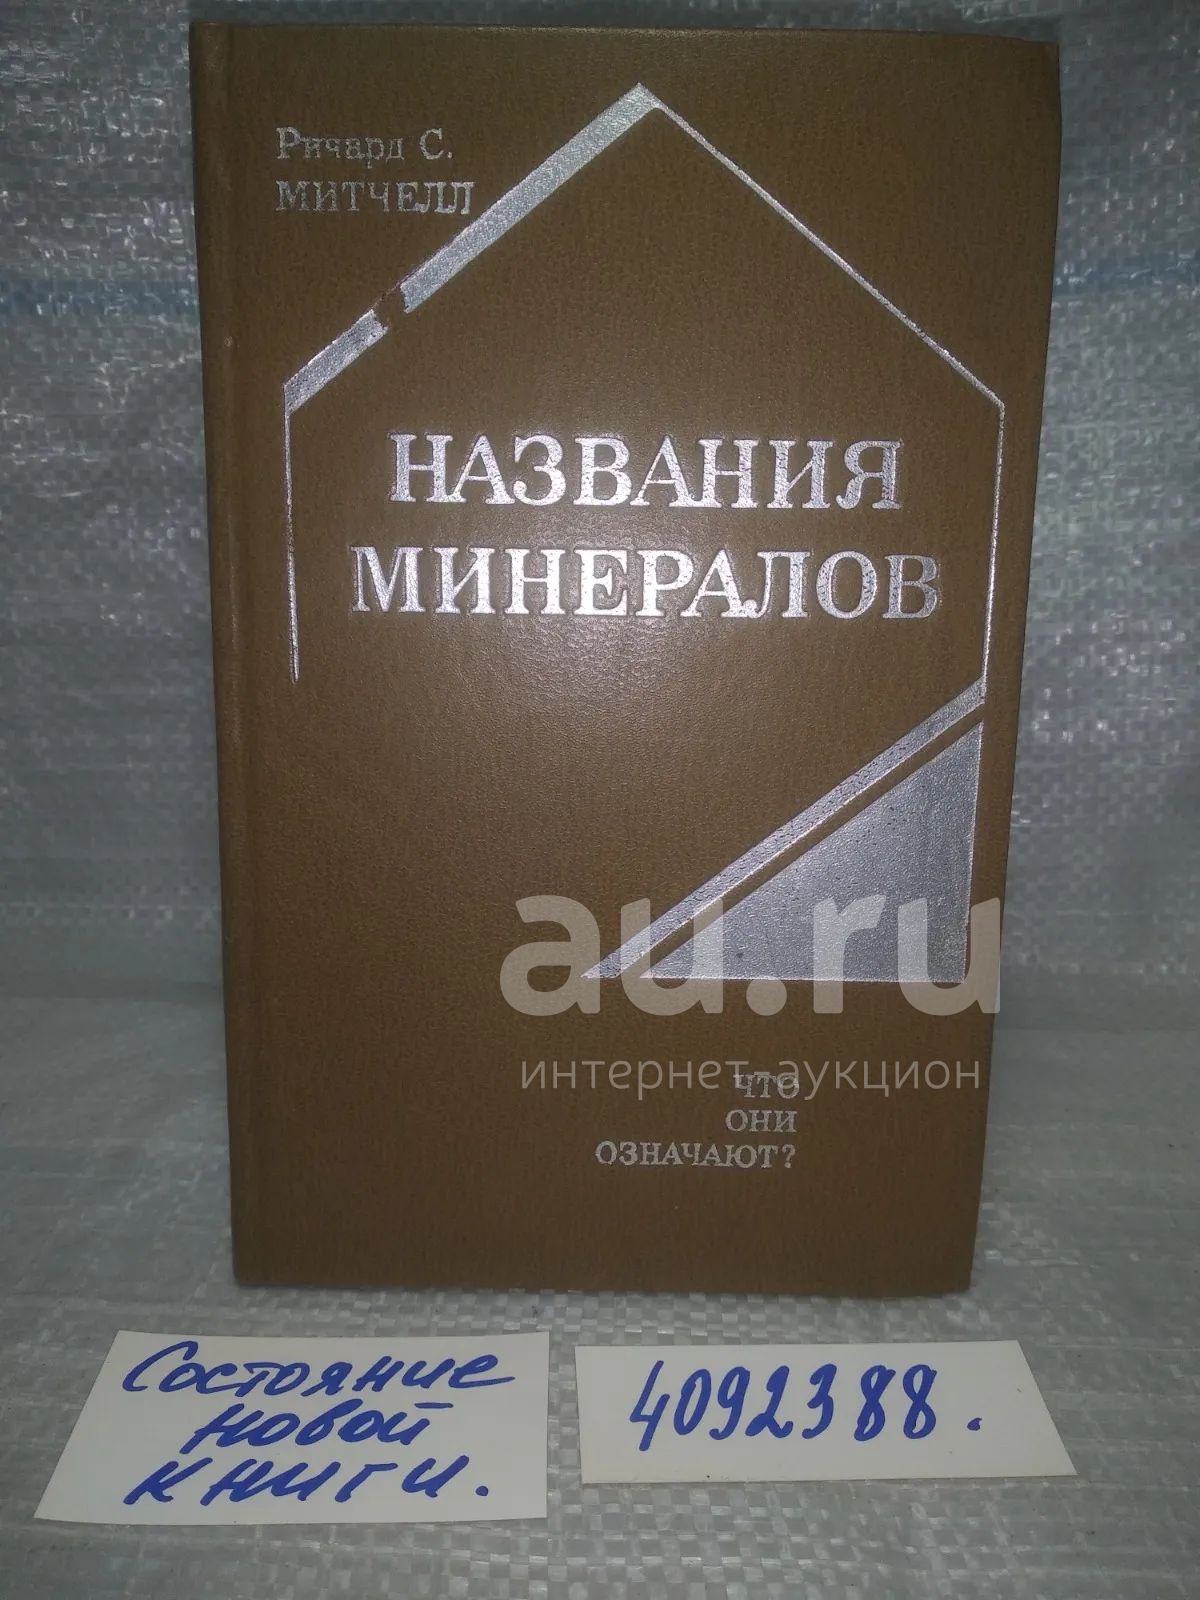 Ричард С.
МИТЧЕЛЛ
НАЗВАНИЯ
МИНЕРАЛОВ
au.ru
интернет-аукцион
ЧТО
ОНИ
ОЗНАЧАЮТ?
Состояние
новой
книги.
4092388.